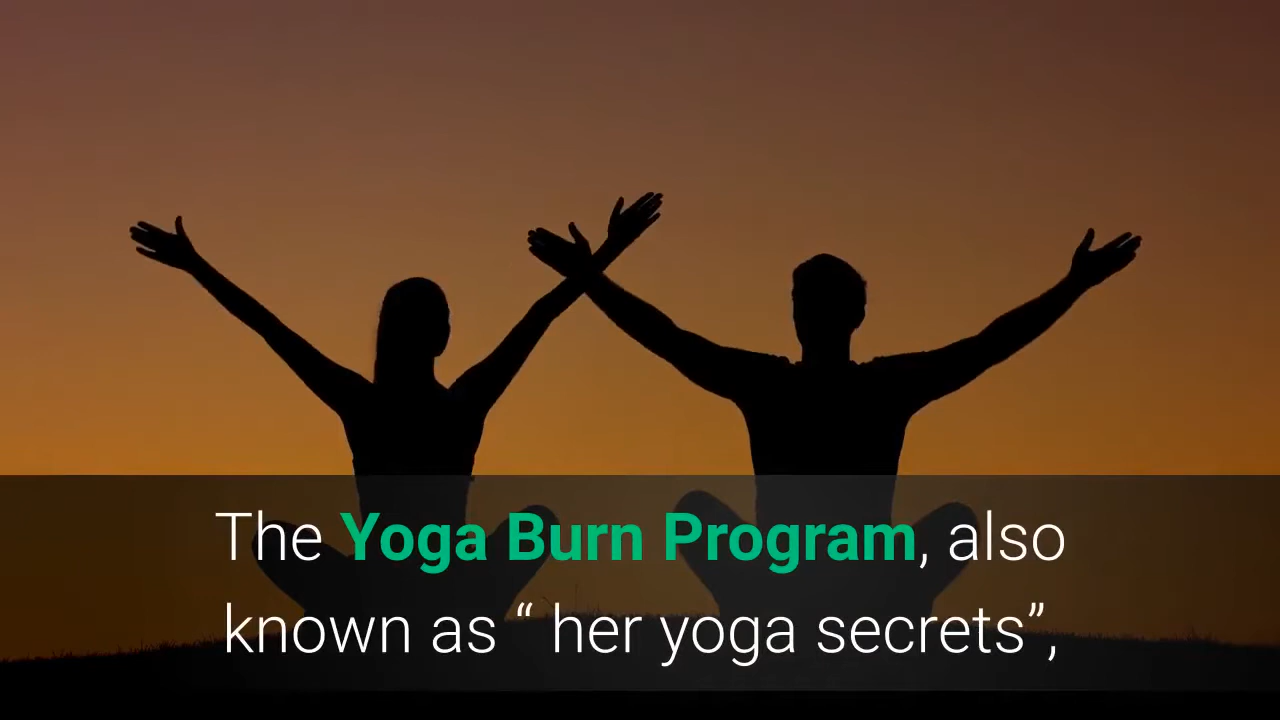 The Yoga Burn Program, also
known as “ her yoga secrets”,